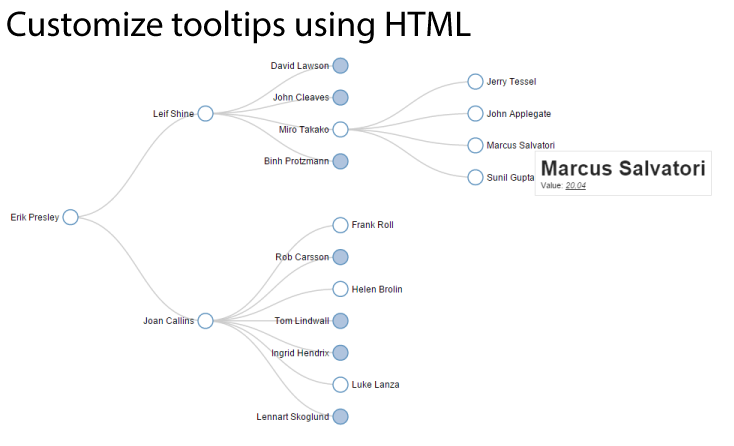 Customize tooltips using HTML
David Lawson
Jerry Tessel
John Cleaves
Leif Shine
John Applegate
Miro Takako
Marcus Salvatori
Binh Protzmann
Sunil Gupta
Marcus Salvatori
Value: 20,04
Erik Presley
Frank Roll
Rob Carsson
Helen Brolin
Joan Callins
Tom Lindwall
Ingrid Hendrix
Luke Lanza
Lennart Skoglund